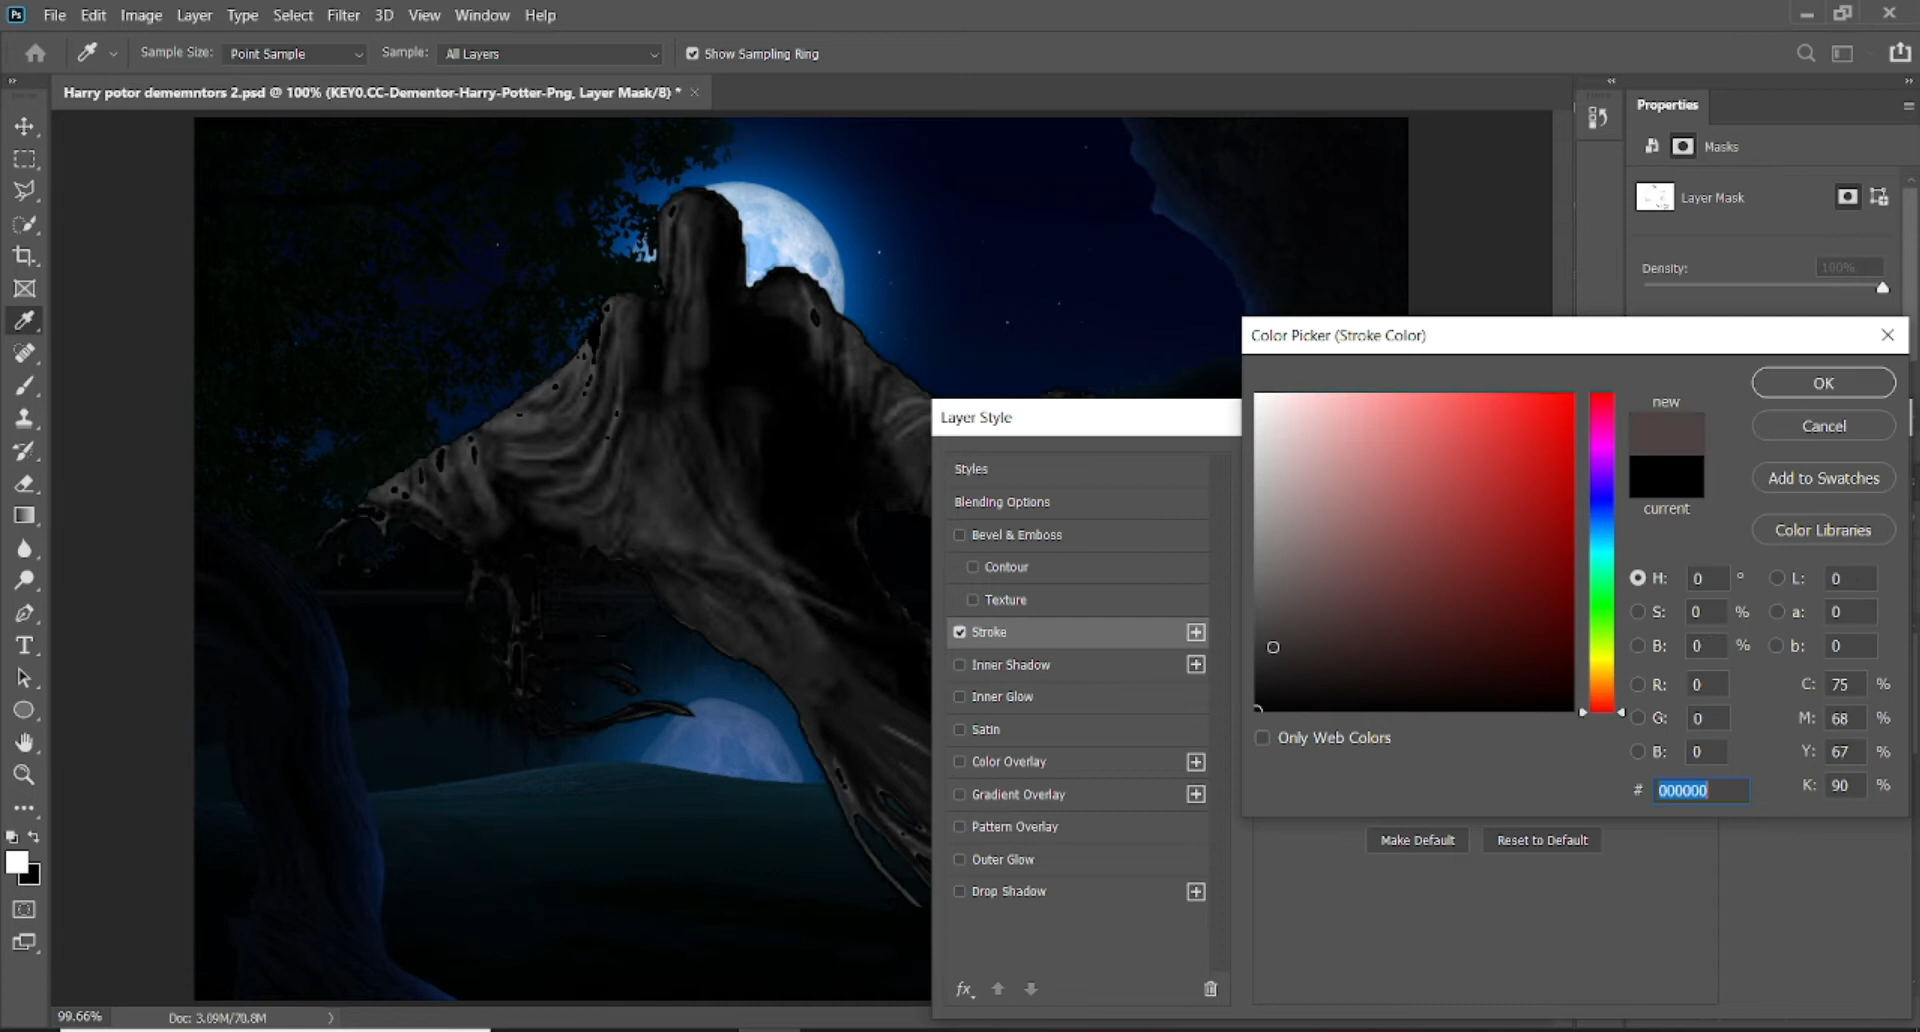 Ps File Edit Image Layer Type Select Filter 3D View Window Help
Sample Size: Point Sample Sample: All Layers Show Sampling Ring
Harry potor dememntors 2.psd @ 100% (KEY0.CC-Dementor-Harry-Potter-Png, Layer Mask/8) *
Properties
Masks
Layer Mask
Density: 100%
Color Picker (Stroke Color)
OK
new
Cancel
Add to Swatches
current
Color Libraries
H: 0 ° L: 0
S: 0 % a: 0
B: 0 % b: 0
R: 0 C: 75 %
G: 0 M: 68 %
B: 0 Y: 67 %
Only Web Colors
# 000000 K: 90 %
Layer Style
Styles
Blending Options
Bevel & Emboss
Contour
Texture
Stroke
Inner Shadow
Inner Glow
Satin
Color Overlay
Gradient Overlay
Pattern Overlay
Outer Glow
Drop Shadow
fx
Make Default Reset to Default
99.66% Doc: 3.09M/70.8M